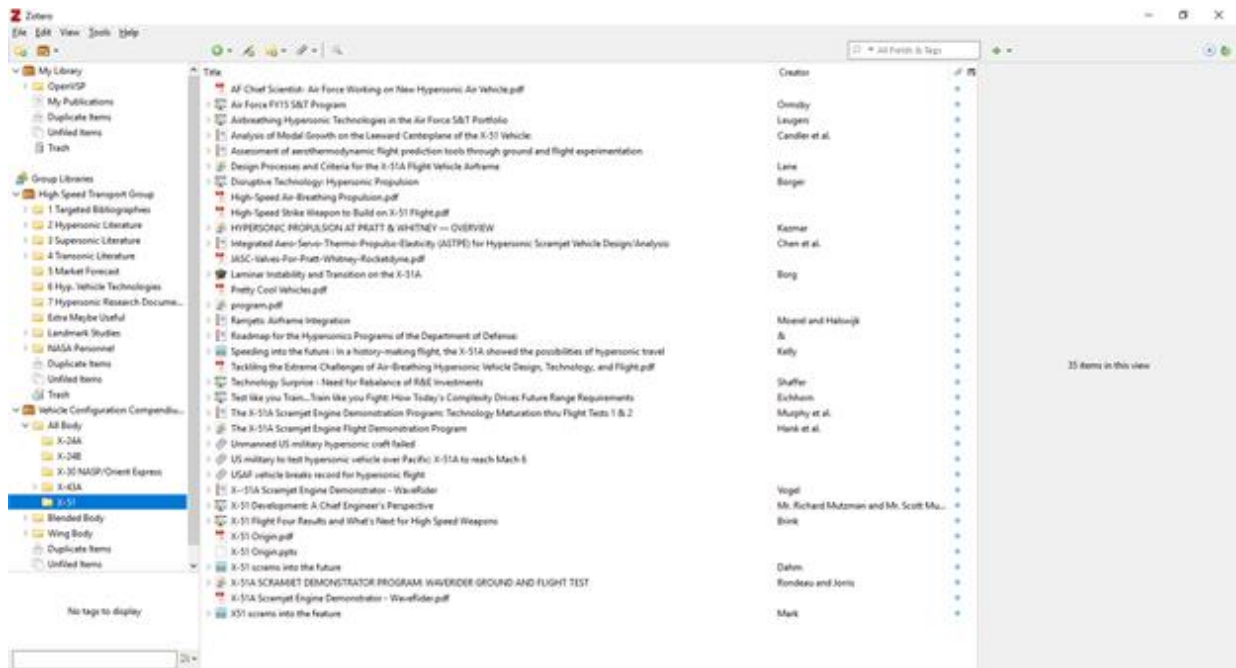 Zotero
File Edit View Tools Help
All Fields & Tags
My Library
OpenVSP
My Publications
Duplicate Items
Unfiled Items
Trash
Group Libraries
High Speed Transport Group
1 Targeted Bibliographies
2 Hypersonic Literature
3 Supersonic Literature
4 Transonic Literature
5 Market Forecast
6 Hyp. Vehicle Technologies
7 Hypersonic Research Docume...
Extra Maybe Useful
Landmark Studies
NASA Personnel
Duplicate Items
Unfiled Items
Trash
Vehicle Configuration Compendiu...
All Body
X-24A
X-24B
X-30 NASP/Orient Express
X-43A
X-51
Blended Body
Wing Body
Duplicate Items
Unfiled Items
No tags to display
Title Creator
AF Chief Scientist: Air Force Working on New Hypersonic Air Vehicle.pdf
Air Force FY15 S&T Program Ormsby
Airbreathing Hypersonic Technologies in the Air Force S&T Portfolio Leugers
Analysis of Modal Growth on the Leeward Centerplane of the X-51 Vehicle: Candler et al.
Assessment of aerothermodynamic flight prediction tools through ground and flight experimentation
Design Processes and Criteria for the X-51A Flight Vehicle Airframe Lane
Disruptive Technology: Hypersonic Propulsion Borger
High-Speed Air-Breathing Propulsion.pdf
High-Speed Strike Weapon to Build on X-51 Flight.pdf
HYPERSONIC PROPULSION AT PRATT & WHITNEY — OVERVIEW Kazmar
Integrated Aero-Servo-Thermo-Propulso-Elasticity (ASTPE) for Hypersonic Scramjet Vehicle Design/Analysis Chen et al.
JASC-Valves-For-Pratt-Whitney-Rocketdyne.pdf
Laminar Instability and Transition on the X-51A Borg
Pretty Cool Vehicles.pdf
program.pdf
Ramjets: Airframe Integration Moerel and Halswijk
Roadmap for the Hypersonics Programs of the Department of Defense: &
Speeding into the future : In a history-making flight, the X-51A showed the possibilities of hypersonic travel Kelly
Tackling the Extreme Challenges of Air-Breathing Hypersonic Vehicle Design, Technology, and Flight.pdf
Technology Surprise - Need for Rebalance of R&E Investments Shaffer
Test like you Train...Train like you Fight: How Today's Complexity Drives Future Range Requirements Eichhorn
The X-51A Scramjet Engine Demonstration Program: Technology Maturation thru Flight Tests 1 & 2 Murphy et al.
The X-51A Scramjet Engine Flight Demonstration Program Hank et al.
Unmanned US military hypersonic craft failed
US military to test hypersonic vehicle over Pacific: X-51A to reach Mach 6
USAF vehicle breaks record for hypersonic flight
X--51A Scramjet Engine Demonstrator - WaveRider Vogel
X-51 Development: A Chief Engineer's Perspective Mr. Richard Mutzman and Mr. Scott Mu...
X-51 Flight Four Results and What's Next for High Speed Weapons Brink
X-51 Origin.pdf
X-51 Origin.pptx
X-51 scrams into the future Dahm
X-51A SCRAMJET DEMONSTRATOR PROGRAM: WAVERIDER GROUND AND FLIGHT TEST Rondeau and Jorris
X-51A Scramjet Engine Demonstrator - WaveRider.pdf
X51 scrams into the feature Mark
35 items in this view